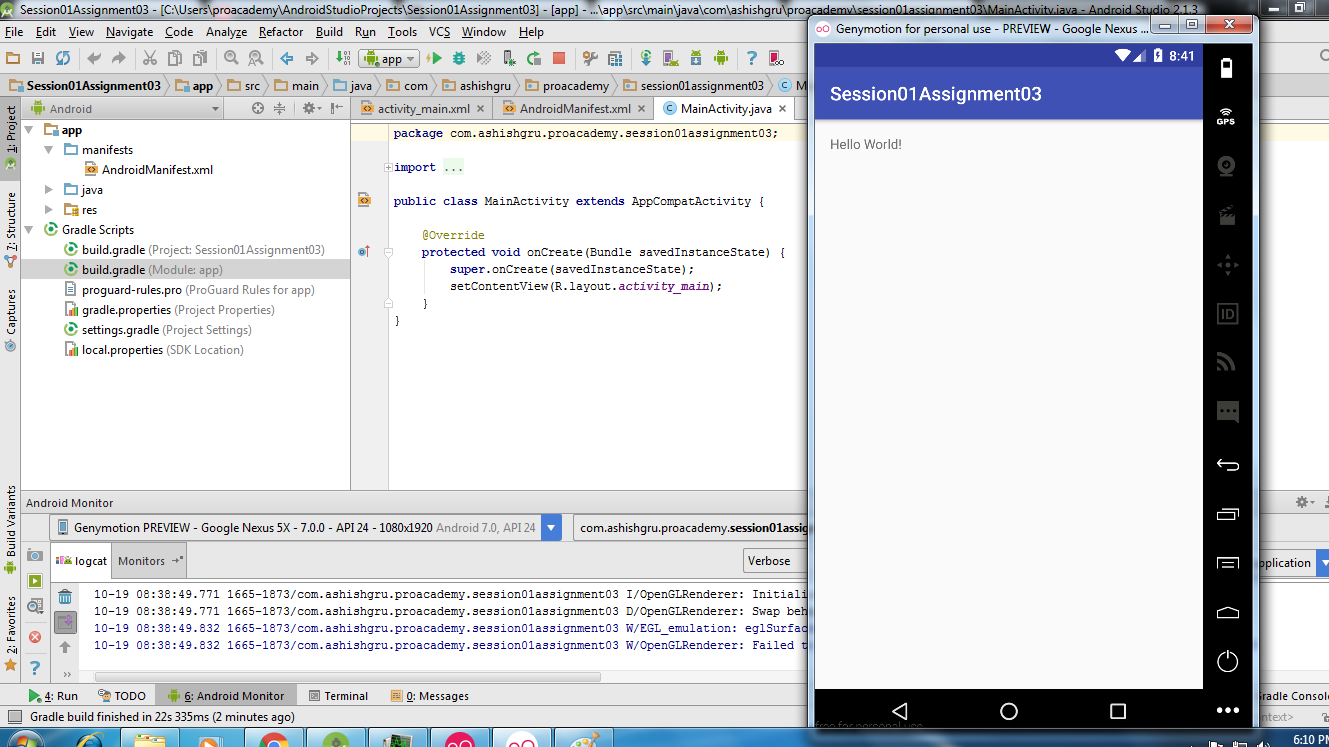 Session01Assignment03 - [C:\Users\proacademy\AndroidStudioProjects\Session01Assignment03] - [app] - ...\app\src\main\java\com\ashishgru\proacademy\session01assignment03\MainActivity.java - Android Studio 2.1.3
File Edit View Navigate Code Analyze Refactor Build Run Tools VCS Window Help
app
Session01Assignment03 app src main java com ashishgru proacademy session01assignment03
1: Project
7: Structure
Captures
Build Variants
2: Favorites
Android
app
manifests
AndroidManifest.xml
java
res
Gradle Scripts
build.gradle (Project: Session01Assignment03)
build.gradle (Module: app)
proguard-rules.pro (ProGuard Rules for app)
gradle.properties (Project Properties)
settings.gradle (Project Settings)
local.properties (SDK Location)
activity_main.xml AndroidManifest.xml MainActivity.java
package com.ashishgru.proacademy.session01assignment03;
import ...
public class MainActivity extends AppCompatActivity {
@Override
protected void onCreate(Bundle savedInstanceState) {
super.onCreate(savedInstanceState);
setContentView(R.layout.activity_main);
}
}
Genymotion for personal use - PREVIEW - Google Nexus ...
8:41
Session01Assignment03
Hello World!
GPS
ID
free for personal use
Android Monitor
Genymotion PREVIEW - Google Nexus 5X - 7.0.0 - API 24 - 1080x1920 Android 7.0, API 24
com.ashishgru.proacademy.session01assig
logcat Monitors
Verbose
pplication
10-19 08:38:49.771 1665-1873/com.ashishgru.proacademy.session01assignment03 I/OpenGLRenderer: Initiali
10-19 08:38:49.771 1665-1873/com.ashishgru.proacademy.session01assignment03 D/OpenGLRenderer: Swap beh
10-19 08:38:49.832 1665-1873/com.ashishgru.proacademy.session01assignment03 W/EGL_emulation: eglSurfac
10-19 08:38:49.832 1665-1873/com.ashishgru.proacademy.session01assignment03 W/OpenGLRenderer: Failed t
4: Run TODO 6: Android Monitor Terminal 0: Messages
Gradle Console
Gradle build finished in 22s 335ms (2 minutes ago)
ntext>
6:10 PM